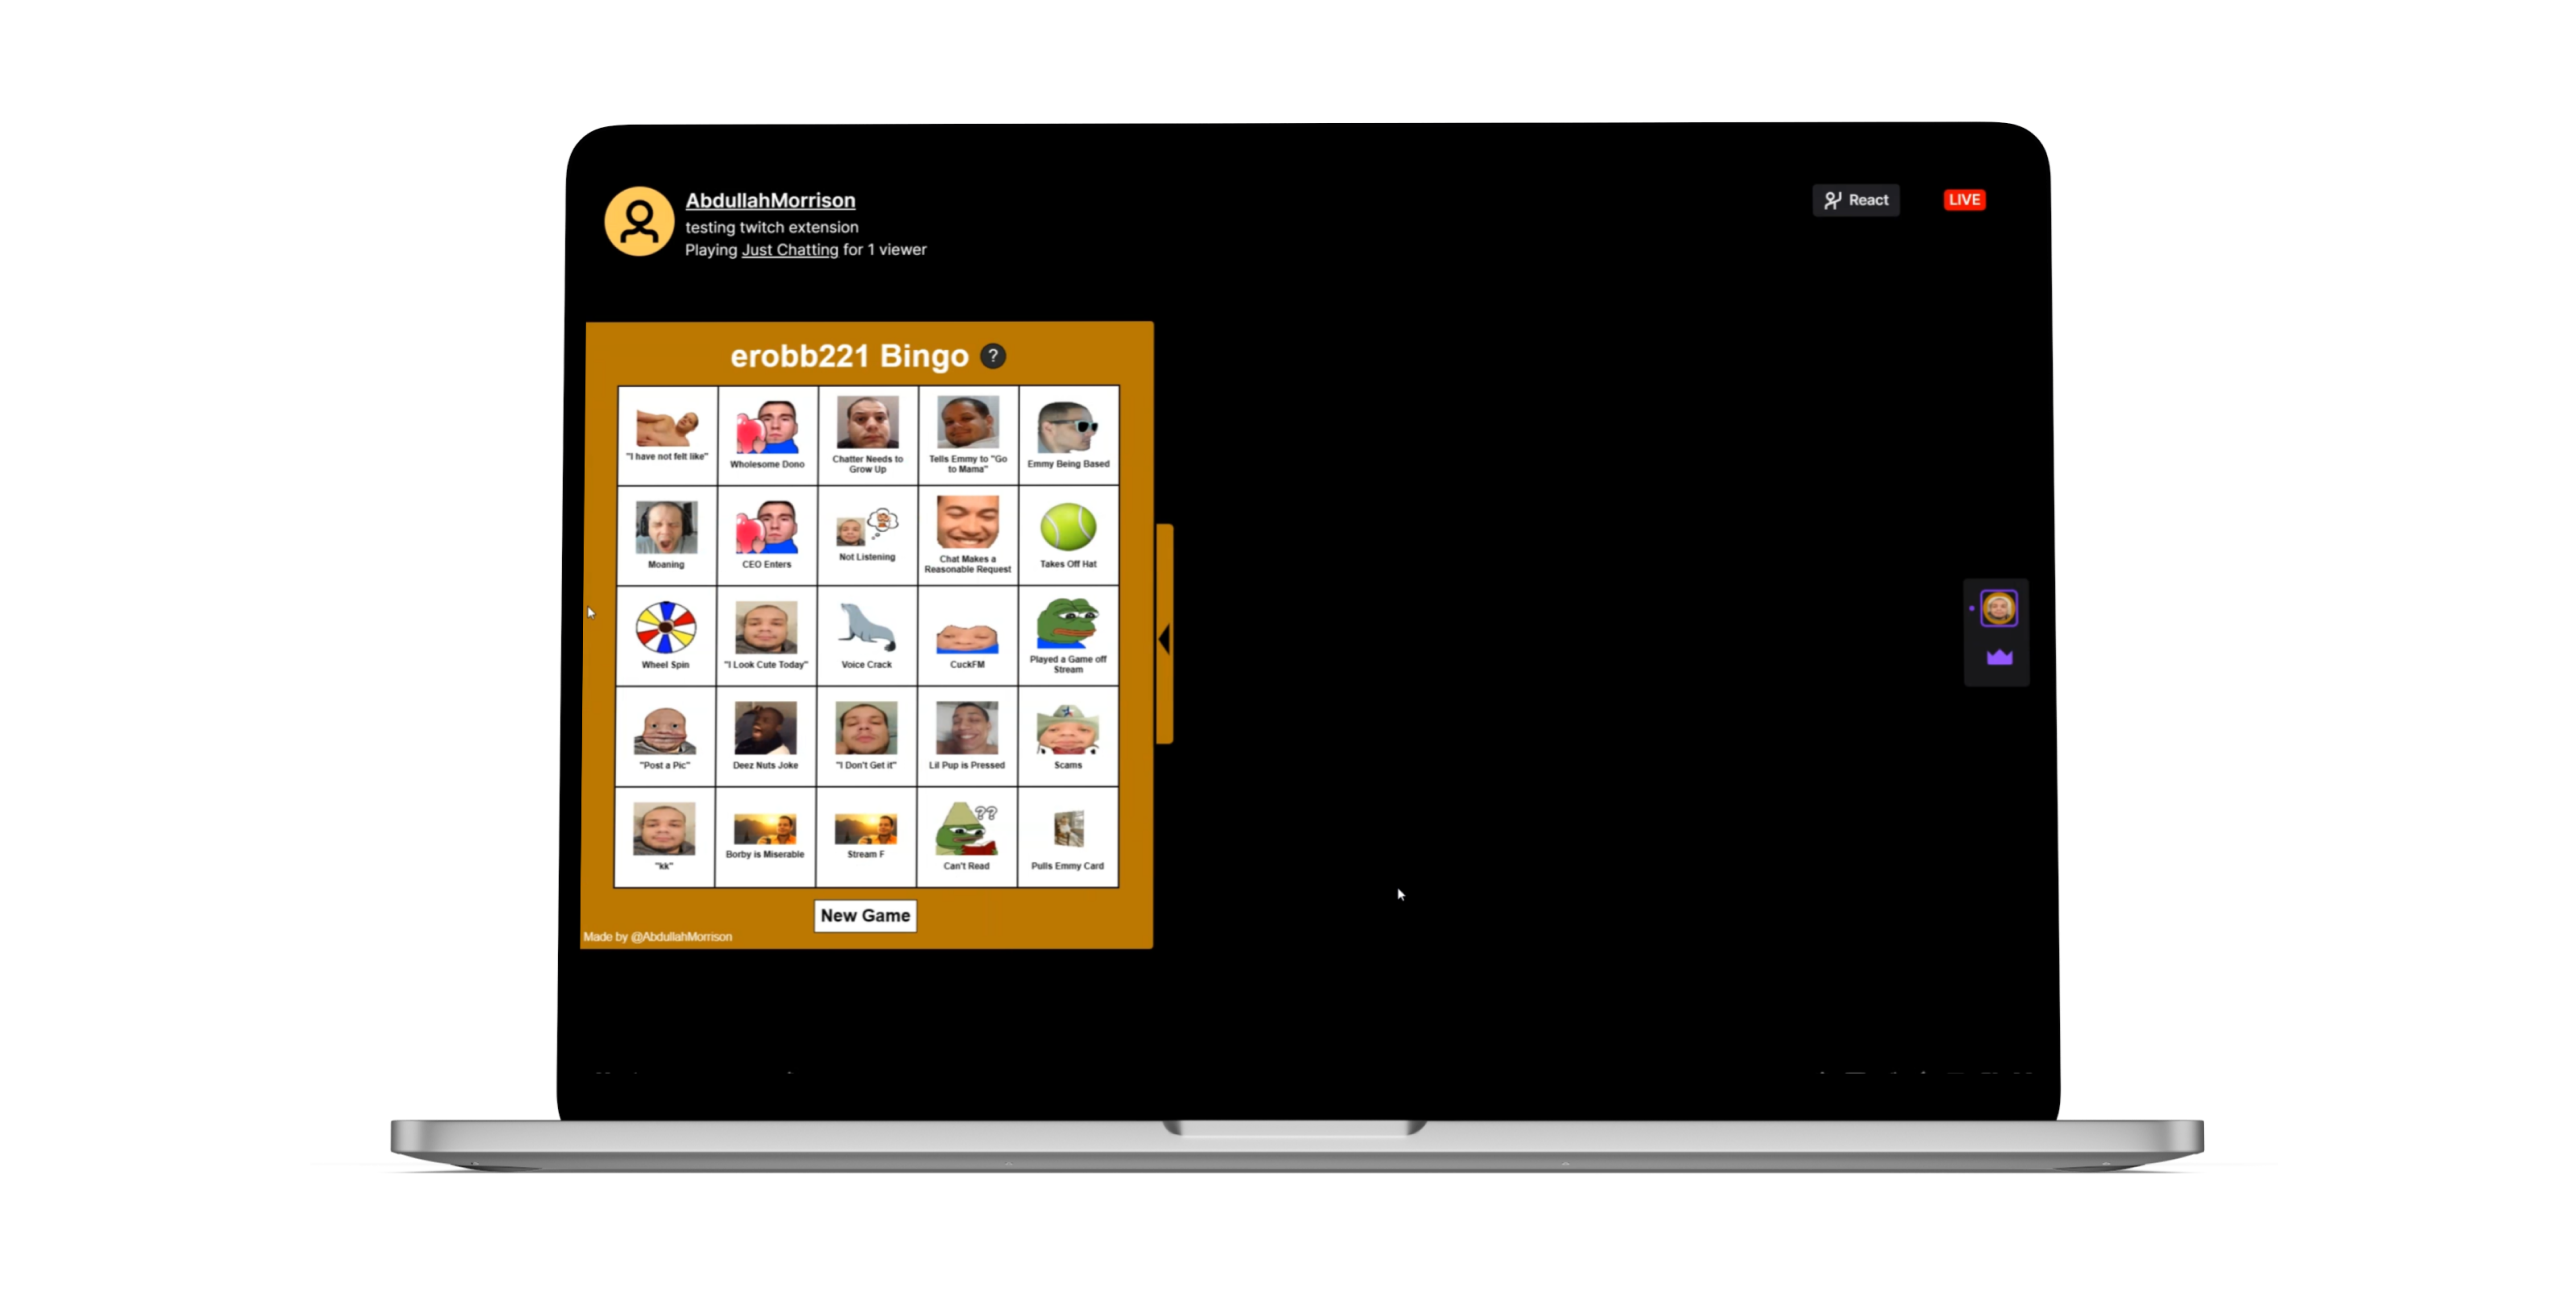 AbdullahMorrison
testing twitch extension
Playing Just Chatting for 1 viewer
React
LIVE
erobb221 Bingo ?
"I have not felt like"
Wholesome Dono
Chatter Needs to
Grow Up
Tells Emmy to "Go
to Mama"
Emmy Being Based
Moaning
CEO Enters
Not Listening
Chat Makes a
Reasonable Request
Takes Off Hat
Wheel Spin
"I Look Cute Today"
Voice Crack
CuckFM
Played a Game off
Stream
"Post a Pic"
Deez Nuts Joke
"I Don't Get it"
Lil Pup is Pressed
Scams
"kk"
Borby is Miserable
Stream F
??
Can't Read
Pulls Emmy Card
New Game
Made by @AbdullahMorrison